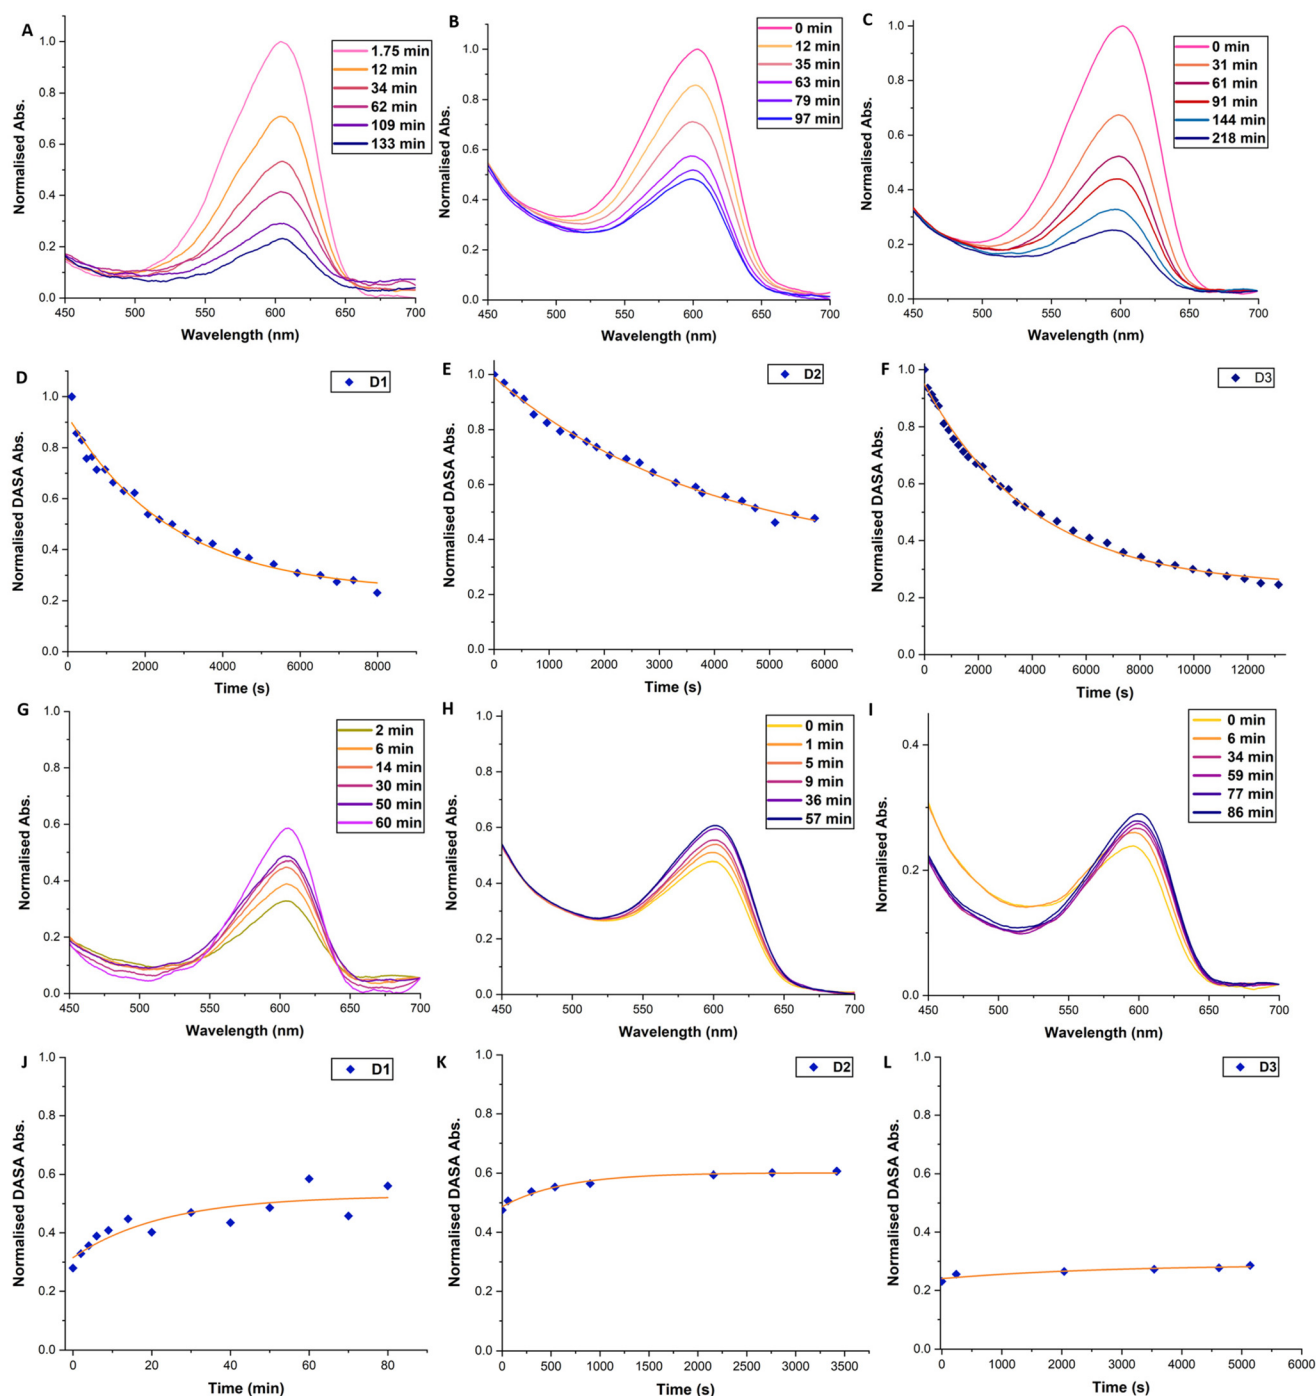 A
1.75 min
12 min
34 min
62 min
109 min
133 min
Normalised Abs.
1.0
0.8
0.6
0.4
0.2
0.0
450 500 550 600 650 700
Wavelength (nm)
B
0 min
12 min
35 min
63 min
79 min
97 min
Normalised Abs.
1.0
0.8
0.6
0.4
0.2
0.0
450 500 550 600 650 700
Wavelength (nm)
C
0 min
31 min
61 min
91 min
144 min
218 min
Normalised Abs.
1.0
0.8
0.6
0.4
0.2
0.0
450 500 550 600 650 700
Wavelength (nm)
D
D1
Normalised DASA Abs.
1.0
0.8
0.6
0.4
0.2
0.0
0 2000 4000 6000 8000
Time (s)
E
D2
Normalised DASA Abs.
1.0
0.8
0.6
0.4
0.2
0.0
0 1000 2000 3000 4000 5000 6000
Time (s)
F
D3
Normalised DASA Abs.
1.0
0.8
0.6
0.4
0.2
0.0
0 2000 4000 6000 8000 10000 12000
Time (s)
G
2 min
6 min
14 min
30 min
50 min
60 min
Normalised Abs.
1.0
0.8
0.6
0.4
0.2
0.0
450 500 550 600 650 700
Wavelength (nm)
H
0 min
1 min
5 min
9 min
36 min
57 min
Normalised Abs.
1.0
0.8
0.6
0.4
0.2
0.0
450 500 550 600 650 700
Wavelength (nm)
I
0 min
6 min
34 min
59 min
77 min
86 min
Normalised Abs.
0.4
0.2
0.0
450 500 550 600 650 700
Wavelength (nm)
J
D1
Normalised DASA Abs.
1.0
0.8
0.6
0.4
0.2
0.0
0 20 40 60 80
Time (min)
K
D2
Normalised DASA Abs.
1.0
0.8
0.6
0.4
0.2
0.0
0 500 1000 1500 2000 2500 3000 3500
Time (s)
L
D3
Normalised DASA Abs.
1.0
0.8
0.6
0.4
0.2
0.0
0 1000 2000 3000 4000 5000 6000
Time (s)